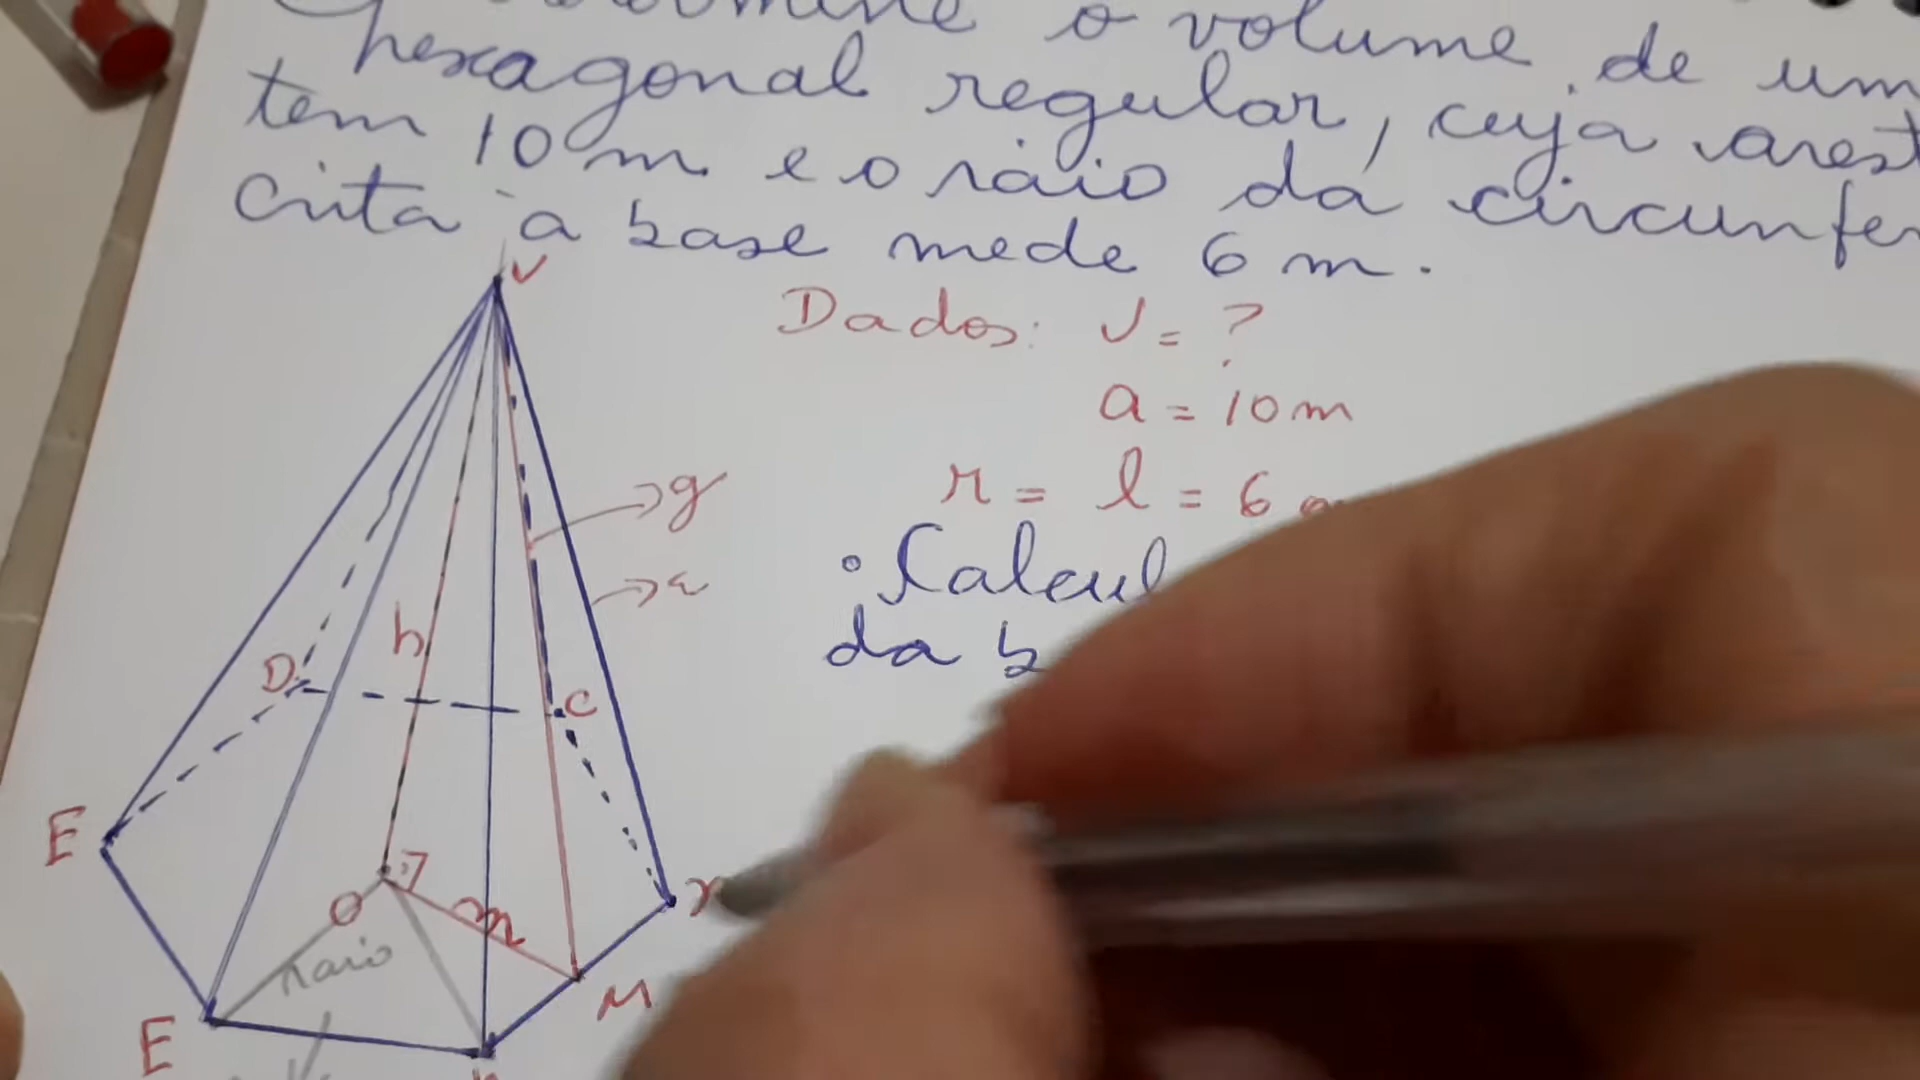 o volume de um
hexagonal regular, cuja arest
tem 10 m e o raio da circunfer
crita à base mede 6 m.
V
Dados: V = ?
a = 10 m
r = l = 6
g
a
• Calcul
da b
h
D
C
E
O
m
raio
M
E